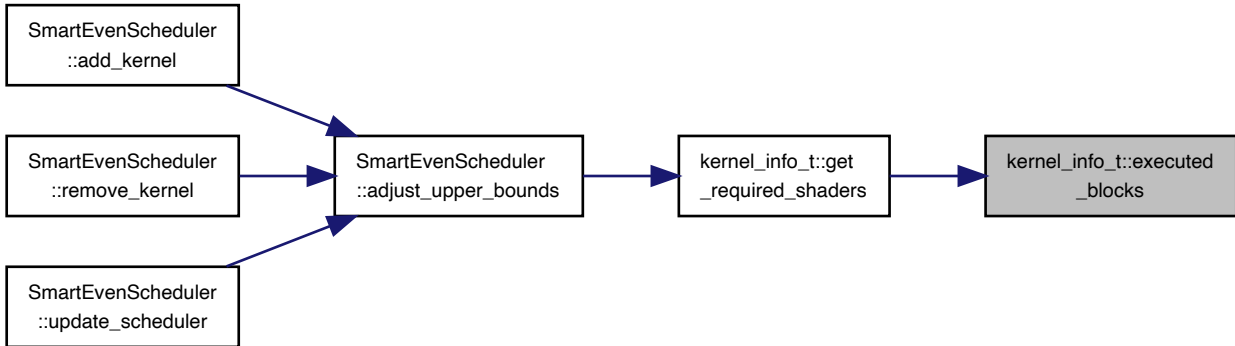 SmartEvenScheduler
::add_kernel
SmartEvenScheduler
::remove_kernel
SmartEvenScheduler
::adjust_upper_bounds
kernel_info_t::get
_required_shaders
kernel_info_t::executed
_blocks
SmartEvenScheduler
::update_scheduler